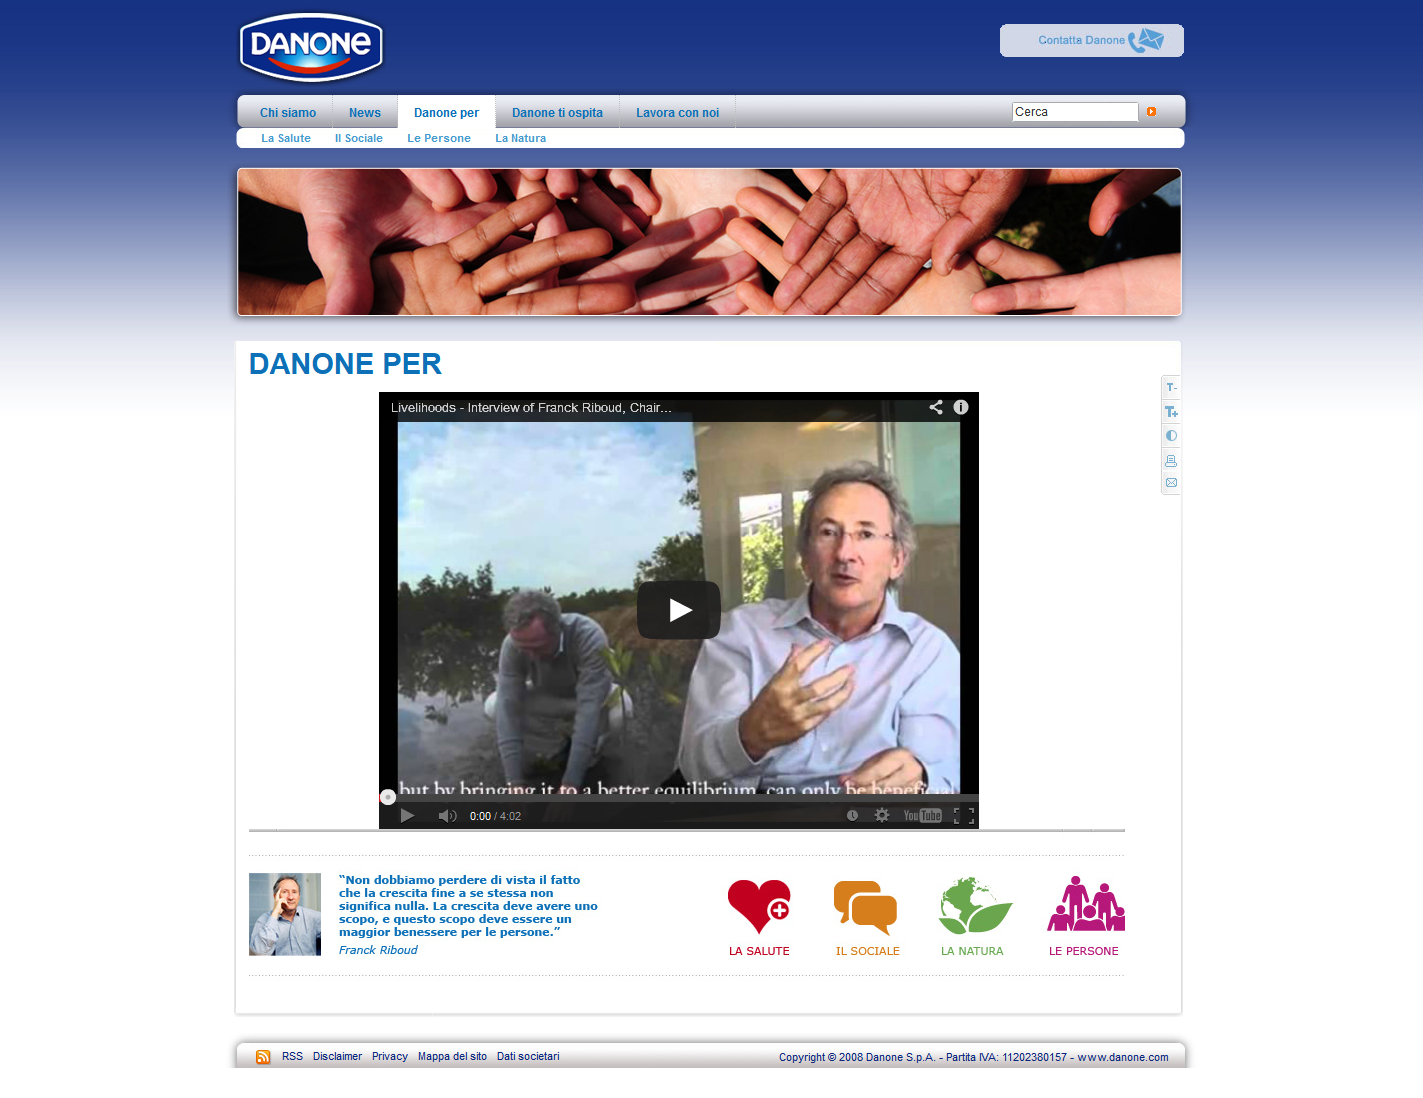 DANONE
Contatta Danone
Chi siamo
News
Danone per
Danone ti ospita
Lavora con noi
Cerca
La Salute
Il Sociale
Le Persone
La Natura
DANONE PER
T-
T+
Livelihoods - Interview of Franck Riboud, Chair...
but by bringing it to a better equilibrium, can only be beneficial
0:00 / 4:02
YouTube
“Non dobbiamo perdere di vista il fatto
che la crescita fine a se stessa non
significa nulla. La crescita deve avere uno
scopo, e questo scopo deve essere un
maggior benessere per le persone.”
Franck Riboud
LA SALUTE
IL SOCIALE
LA NATURA
LE PERSONE
RSS
Disclaimer
Privacy
Mappa del sito
Dati societari
Copyright © 2008 Danone S.p.A. - Partita IVA: 11202380157 - www.danone.com